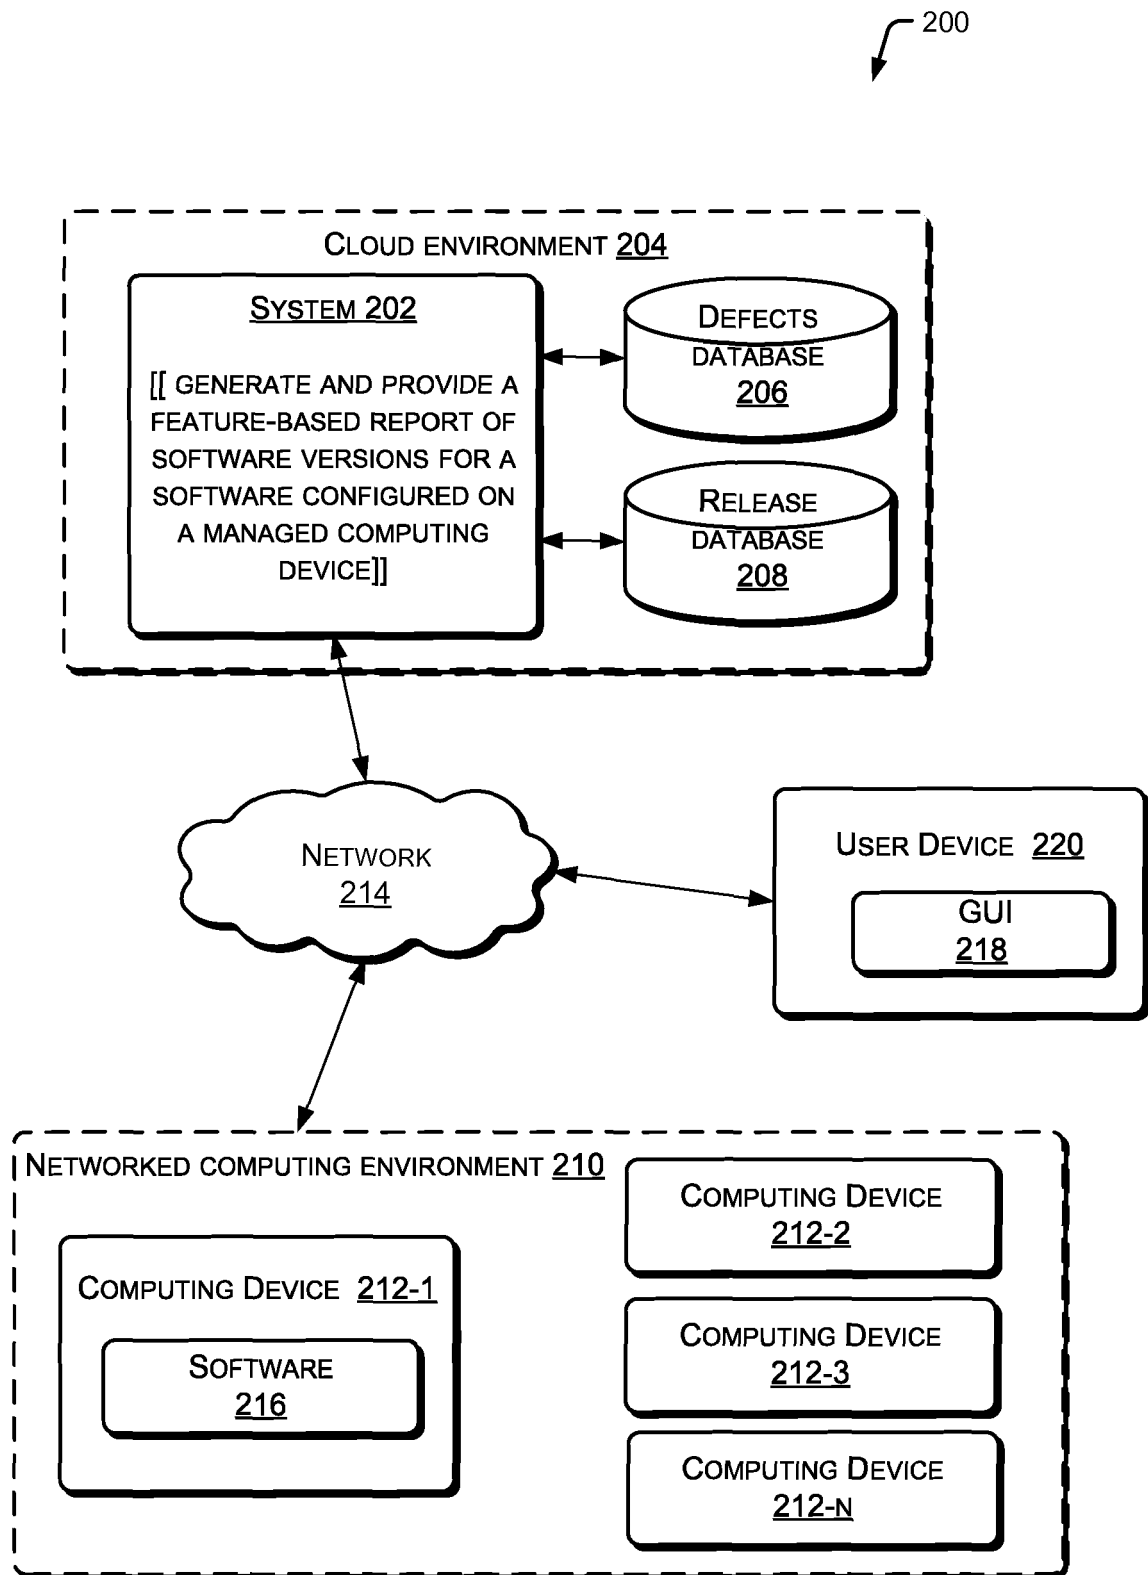 200
CLOUD ENVIRONMENT 204
SYSTEM 202
[[ GENERATE AND PROVIDE A
FEATURE-BASED REPORT OF
SOFTWARE VERSIONS FOR A
SOFTWARE CONFIGURED ON
A MANAGED COMPUTING
DEVICE]]
DEFECTS
DATABASE
206
RELEASE
DATABASE
208
NETWORK
214
USER DEVICE 220
GUI
218
NETWORKED COMPUTING ENVIRONMENT 210
COMPUTING DEVICE 212-1
SOFTWARE
216
COMPUTING DEVICE
212-2
COMPUTING DEVICE
212-3
COMPUTING DEVICE
212-N